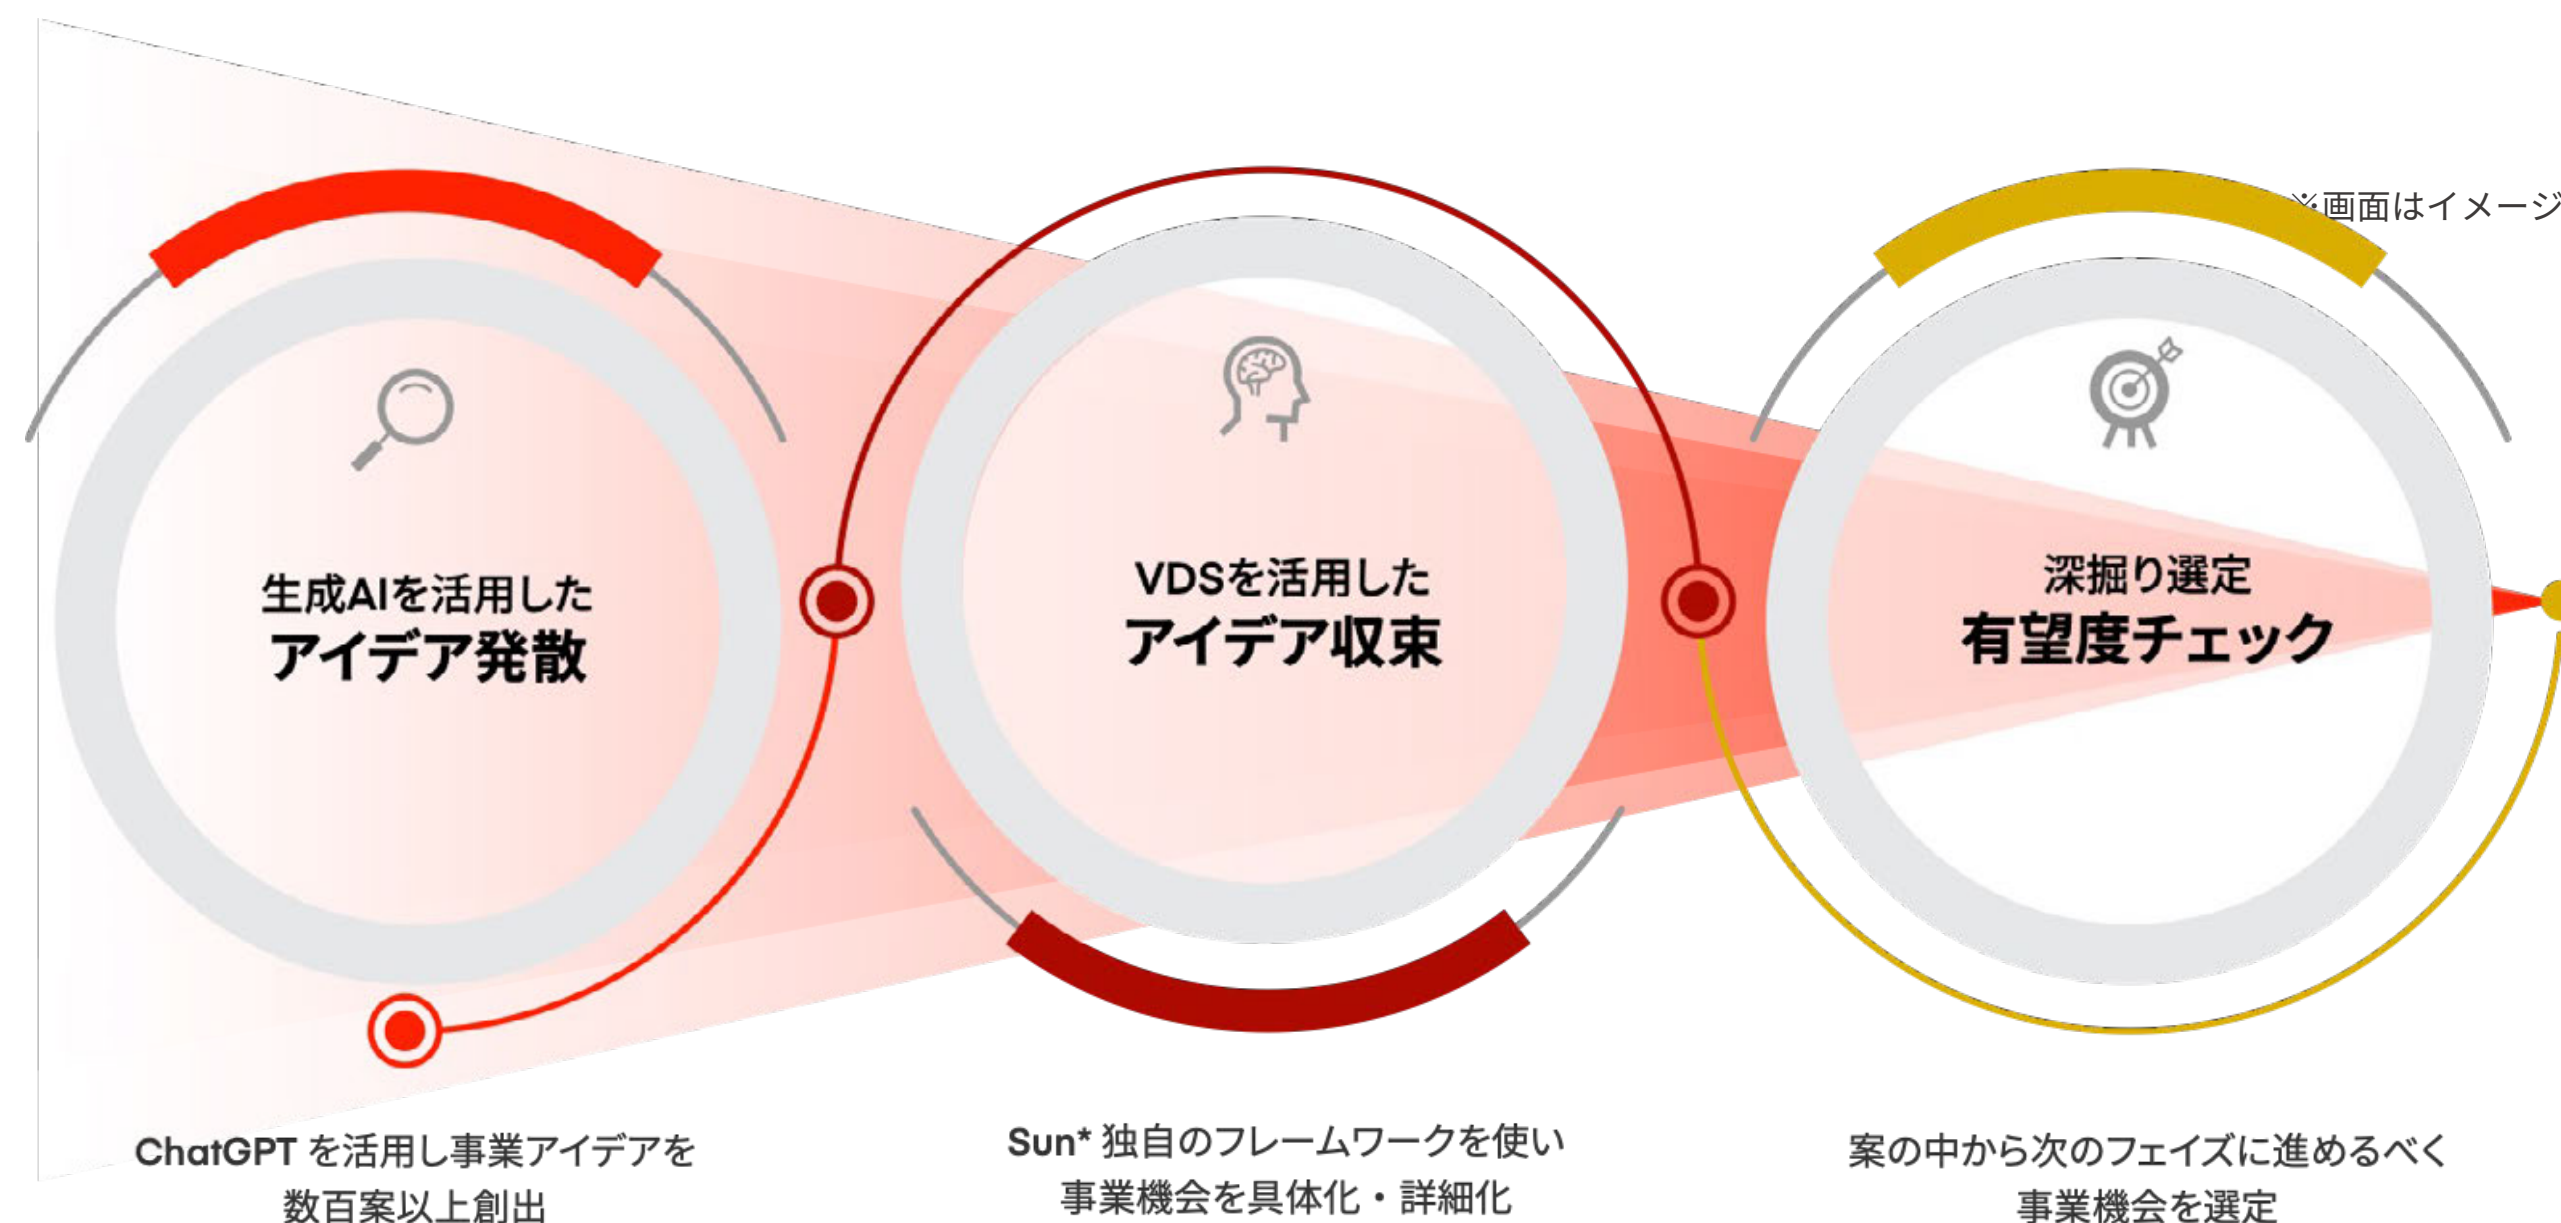 ※画面はイメージ
生成AIを活用した
アイデア発散
VDSを活用した
アイデア収束
深掘り選定
有望度チェック
ChatGPT を活用し事業アイデアを
数百案以上創出
Sun* 独自のフレームワークを使い
事業機会を具体化・詳細化
案の中から次のフェイズに進めるべく
事業機会を選定